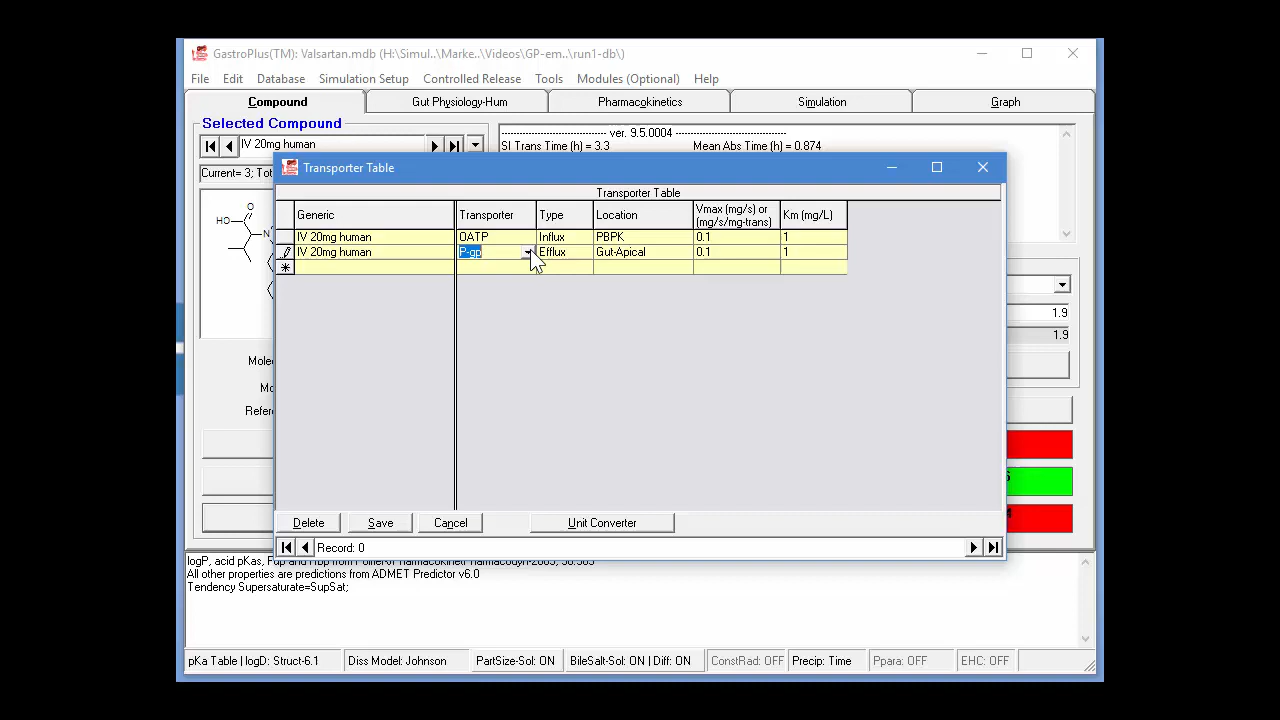 GastroPlus(TM): Valsartan.mdb (H:\Simul..\Marke..\Videos\GP-em..\run1-db\)
File Edit Database Simulation Setup Controlled Release Tools Modules (Optional) Help
Compound Gut Physiology-Hum Pharmacokinetics Simulation Graph
Selected Compound
IV 20mg human
---------- ver. 9.5.0004 ----------
SI Trans Time (h) = 3.3 Mean Abs Time (h) = 0.874
Current= 3; Tot
Transporter Table
Transporter Table
Generic Transporter Type Location Vmax (mg/s) or (mg/s/mg-trans) Km (mg/L)
IV 20mg human OATP Influx PBPK 0.1 1
IV 20mg human P-gp Efflux Gut-Apical 0.1 1
HO O N
1.9
1.9
Molec
Mo
Refere
Delete Save Cancel Unit Converter
Record: 0
All other properties are predictions from ADMET Predictor v6.0
Tendency Supersaturate=SupSat;
pKa Table | logD: Struct-6.1 Diss Model: Johnson PartSize-Sol: ON BileSalt-Sol: ON | Diff: ON ConstRad: OFF Precip: Time Ppara: OFF EHC: OFF